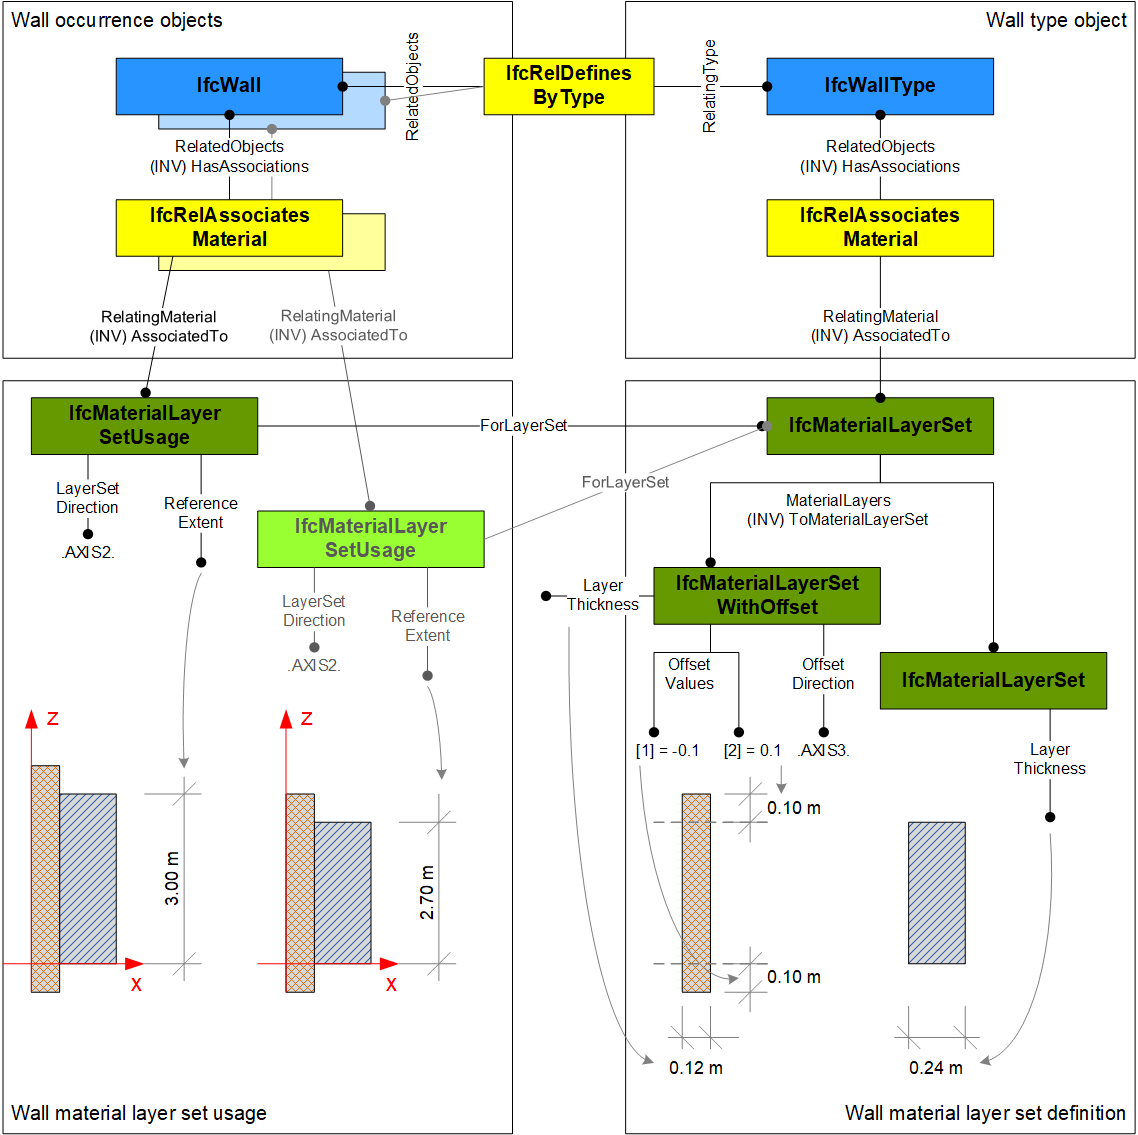 Wall occurrence objects
Wall type object
IfcWall
IfcRelDefines
ByType
IfcWallType
RelatedObjects
RelatingType
RelatedObjects
(INV) HasAssociations
RelatedObjects
(INV) HasAssociations
IfcRelAssociates
Material
IfcRelAssociates
Material
RelatingMaterial
(INV) AssociatedTo
RelatingMaterial
(INV) AssociatedTo
RelatingMaterial
(INV) AssociatedTo
IfcMaterialLayer
SetUsage
ForLayerSet
IfcMaterialLayerSet
LayerSet
Direction
.AXIS2.
Reference
Extent
ForLayerSet
MaterialLayers
(INV) ToMaterialLayerSet
IfcMaterialLayer
SetUsage
LayerSet
Direction
.AXIS2.
Reference
Extent
Layer
Thickness
IfcMaterialLayerSet
WithOffset
Offset
Values
Offset
Direction
IfcMaterialLayerSet
[1] = -0.1
[2] = 0.1
.AXIS3.
Layer
Thickness
z
z
0.10 m
3.00 m
2.70 m
x
x
0.10 m
0.12 m
0.24 m
Wall material layer set usage
Wall material layer set definition